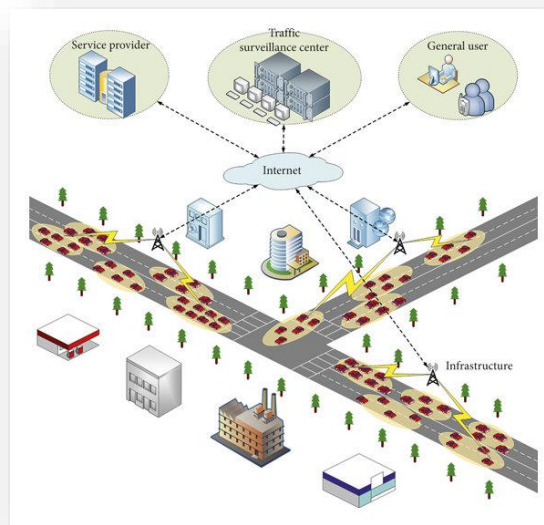 Service provider
Traffic
surveillance center
General user
Internet
Infrastructure